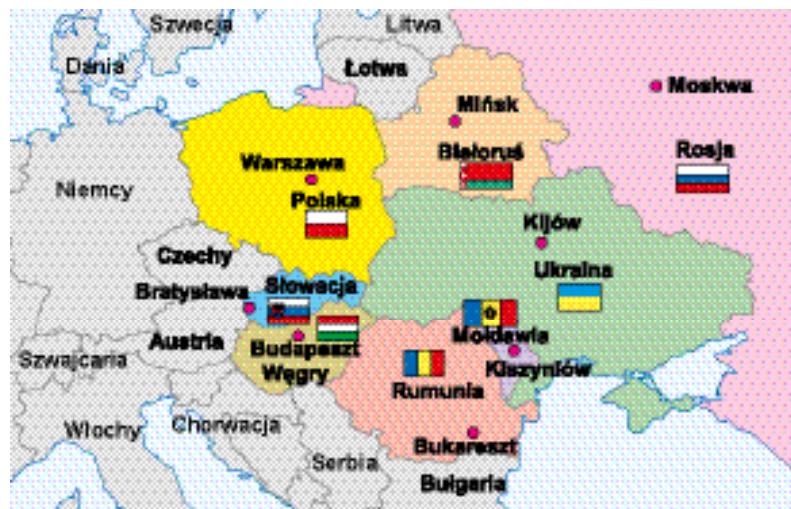 Szwecja
Litwa
Dania
Łotwa
Moskwa
Mińsk
Białoruś
Rosja
Warszawa
Niemcy
Polska
Kijów
Czechy
Ukraina
Słowacja
Bratysława
Mołdawia
Austria
Budapeszt
Szwajcaria
Węgry
Kiszyniów
Rumunia
Włochy
Chorwacja
Bukareszt
Serbia
Bułgaria